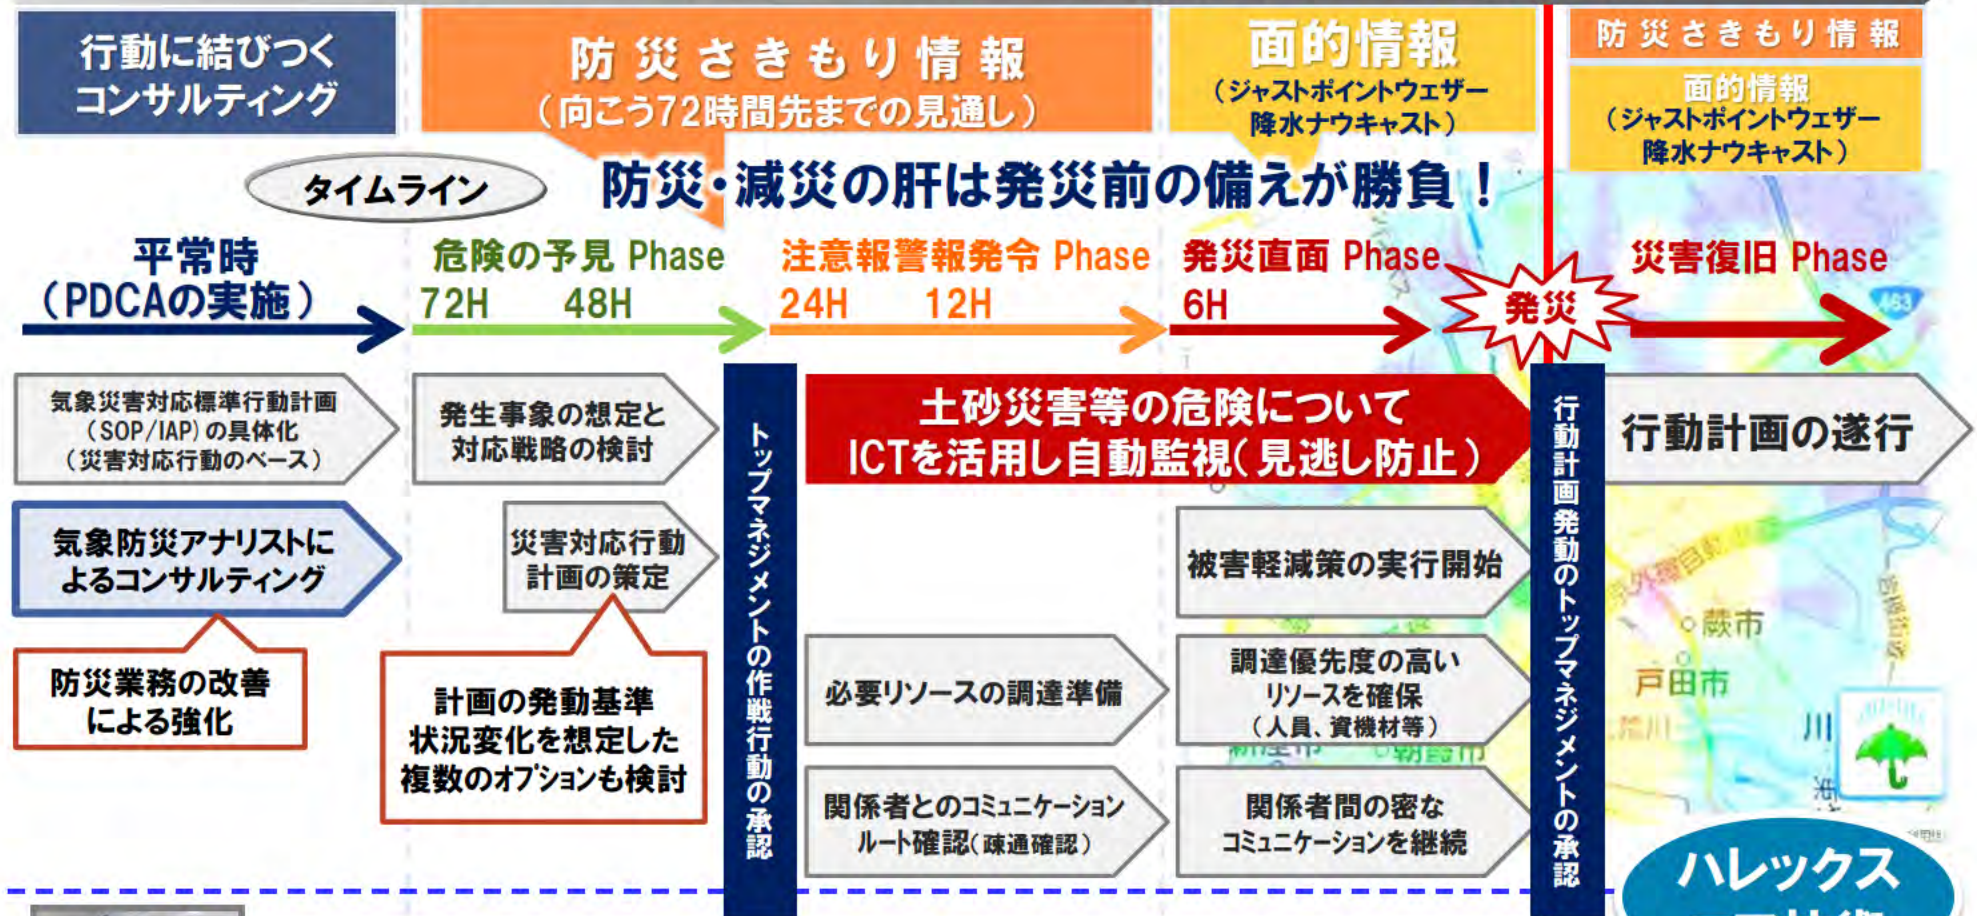 行動に結びつく
コンサルティング
防災さきもり情報
（向こう72時間先までの見通し）
面的情報
（ジャストポイントウェザー
降水ナウキャスト）
防災さきもり情報
面的情報
（ジャストポイントウェザー
降水ナウキャスト）
タイムライン
防災・減災の肝は発災前の備えが勝負！
平常時
（PDCAの実施）
危険の予見 Phase
72H 48H
注意報警報発令 Phase
24H 12H
発災直面 Phase
6H
発災
災害復旧 Phase
463
気象災害対応標準行動計画
（SOP/IAP）の具体化
（災害対応行動のベース）
発生事象の想定と
対応戦略の検討
トップマネジメントの作戦行動の承認
土砂災害等の危険について
ICTを活用し自動監視（見逃し防止）
行動計画発動のトップマネジメントの承認
行動計画の遂行
気象防災アナリストに
よるコンサルティング
災害対応行動
計画の策定
被害軽減策の実行開始
防災業務の改善
による強化
計画の発動基準
状況変化を想定した
複数のオプションも検討
必要リソースの調達準備
調達優先度の高い
リソースを確保
（人員、資機材等）
関係者とのコミュニケーション
ルート確認（疎通確認）
関係者間の密な
コミュニケーションを継続
蕨市
戸田市
荒川
川
朝霞市
ハレックス